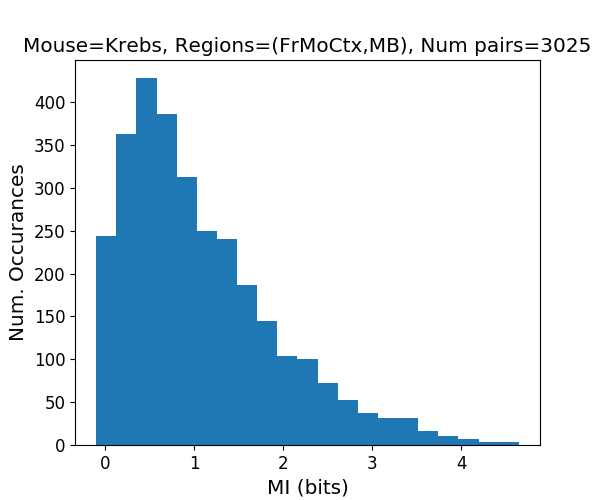 Mouse=Krebs, Regions=(FrMoCtx,MB), Num pairs=3025
Num. Occurances
400
350
300
250
200
150
100
50
0
0 1 2 3 4
MI (bits)